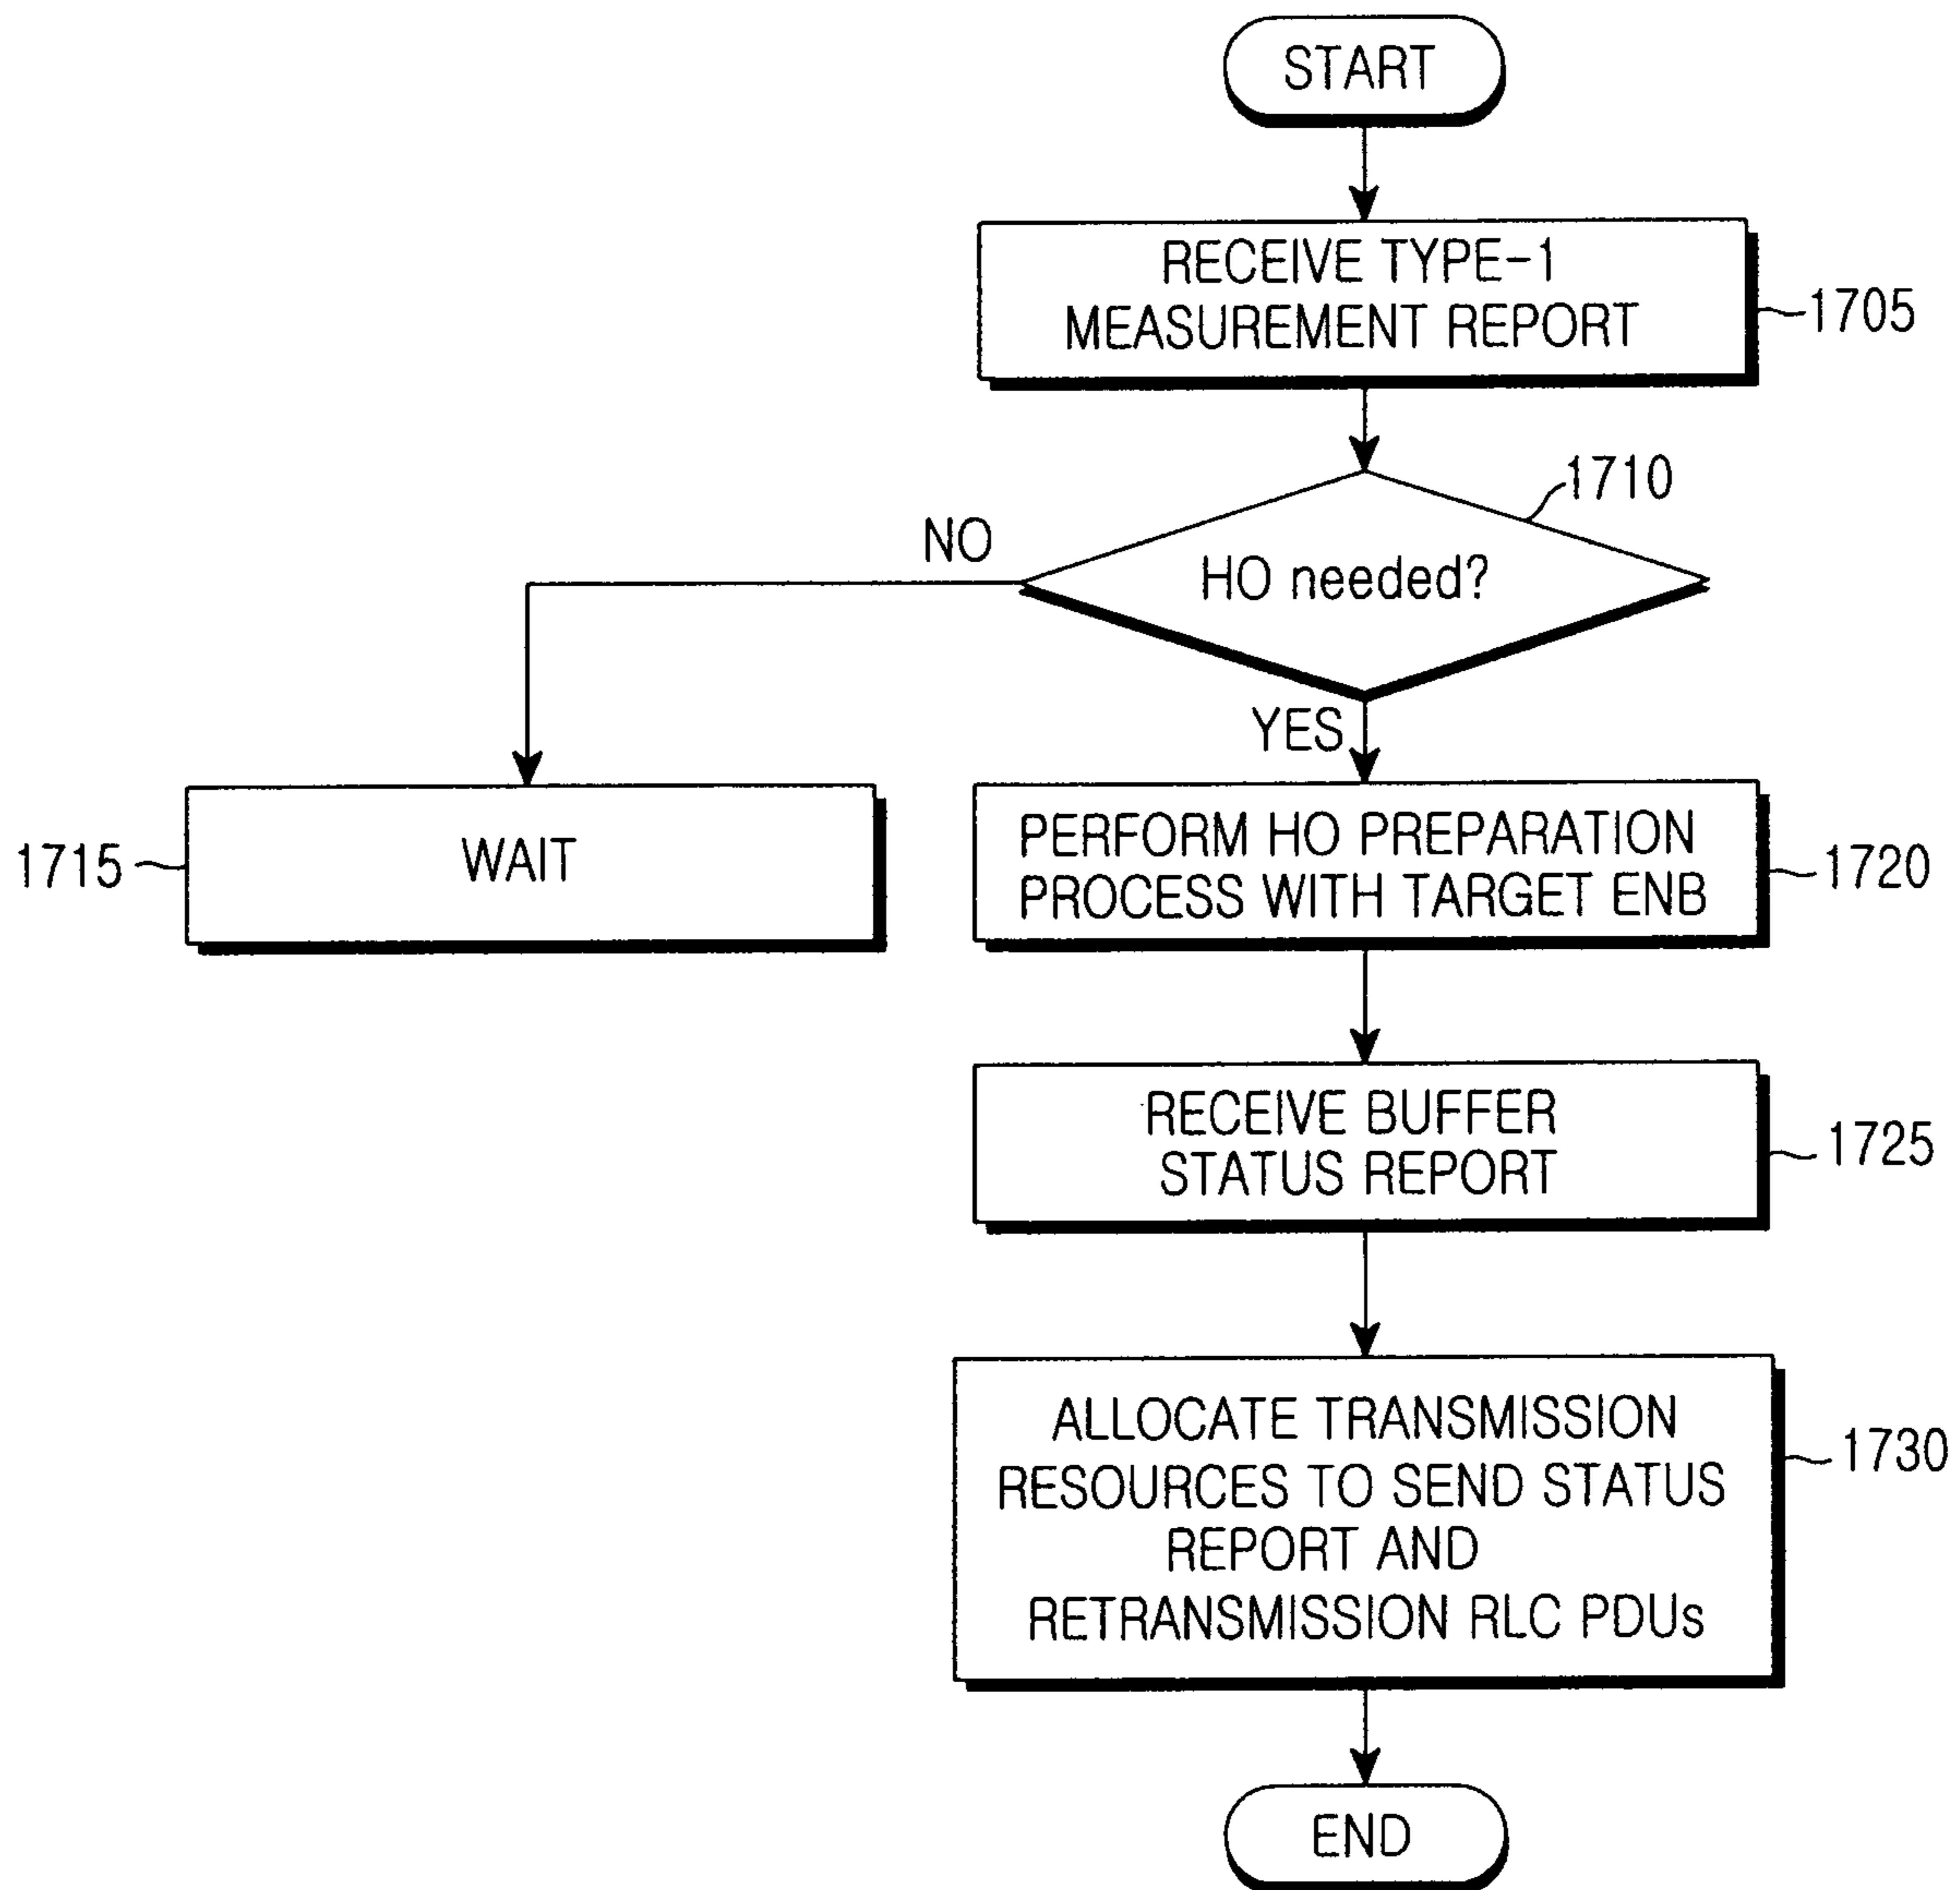 START
RECEIVE TYPE-1
MEASUREMENT REPORT
1705
1710
HO needed?
NO
YES
WAIT
1715
PERFORM HO PREPARATION
PROCESS WITH TARGET ENB
1720
RECEIVE BUFFER
STATUS REPORT
1725
ALLOCATE TRANSMISSION
RESOURCES TO SEND STATUS
REPORT AND
RETRANSMISSION RLC PDUs
1730
END